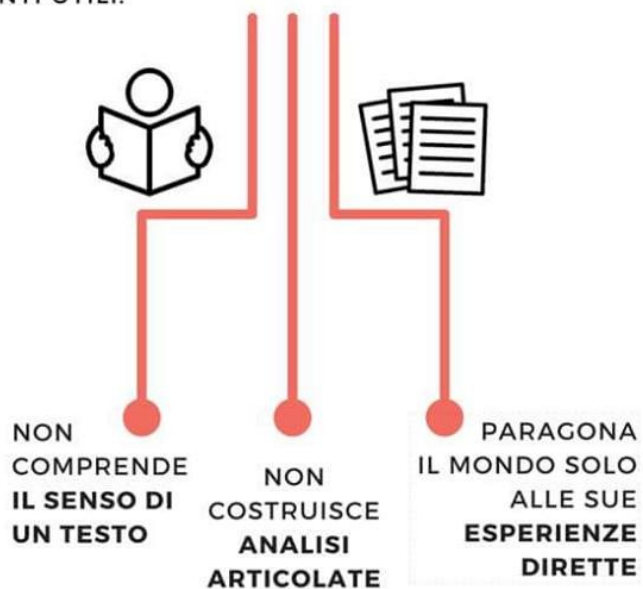 NON
COMPRENDE
IL SENSO DI
UN TESTO
NON
COSTRUISCE
ANALISI
ARTICOLATE
PARAGONA
IL MONDO SOLO
ALLE SUE
ESPERIENZE
DIRETTE